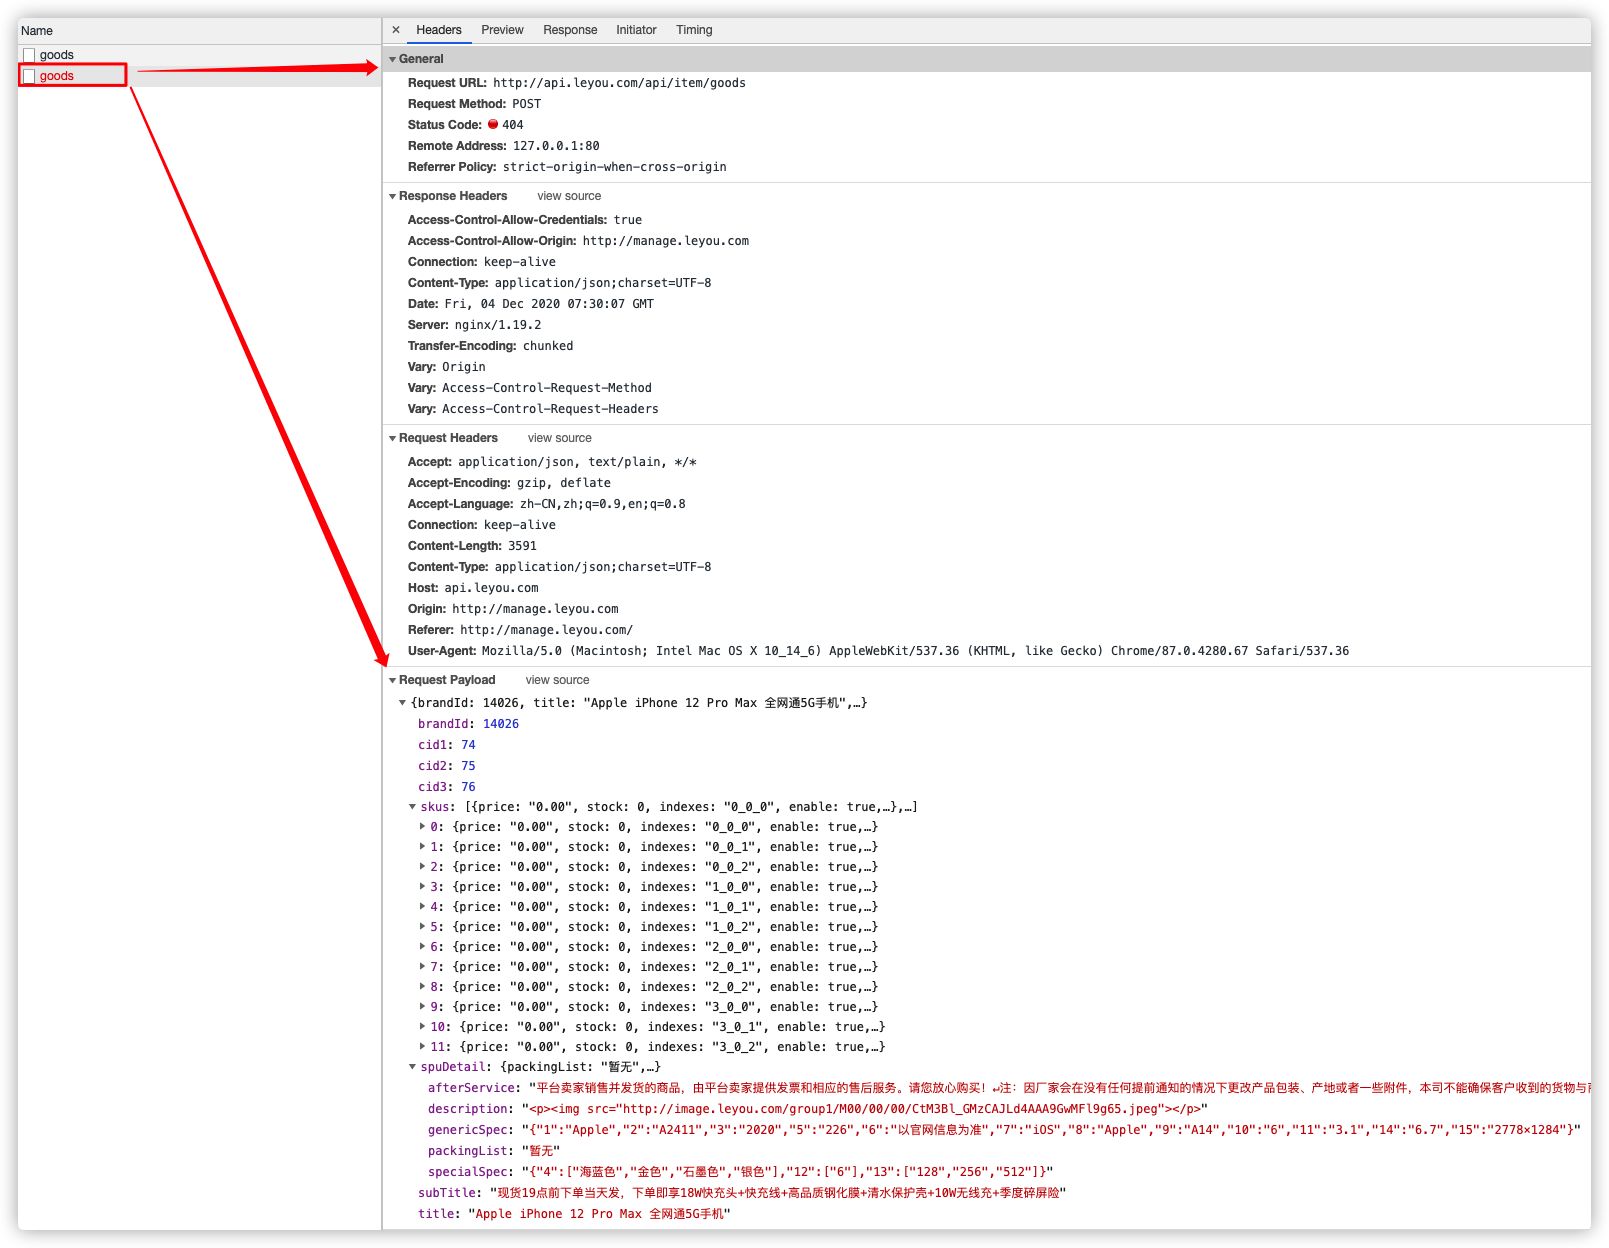 Name
goods
goods
× Headers Preview Response Initiator Timing
General
Request URL: http://api.leyou.com/api/item/goods
Request Method: POST
Status Code: 404
Remote Address: 127.0.0.1:80
Referrer Policy: strict-origin-when-cross-origin
Response Headers view source
Access-Control-Allow-Credentials: true
Access-Control-Allow-Origin: http://manage.leyou.com
Connection: keep-alive
Content-Type: application/json;charset=UTF-8
Date: Fri, 04 Dec 2020 07:30:07 GMT
Server: nginx/1.19.2
Transfer-Encoding: chunked
Vary: Origin
Vary: Access-Control-Request-Method
Vary: Access-Control-Request-Headers
Request Headers view source
Accept: application/json, text/plain, */*
Accept-Encoding: gzip, deflate
Accept-Language: zh-CN,zh;q=0.9,en;q=0.8
Connection: keep-alive
Content-Length: 3591
Content-Type: application/json;charset=UTF-8
Host: api.leyou.com
Origin: http://manage.leyou.com
Referer: http://manage.leyou.com/
User-Agent: Mozilla/5.0 (Macintosh; Intel Mac OS X 10_14_6) AppleWebKit/537.36 (KHTML, like Gecko) Chrome/87.0.4280.67 Safari/537.36
Request Payload view source
{brandId: 14026, title: "Apple iPhone 12 Pro Max 全网通5G手机",…}
brandId: 14026
cid1: 74
cid2: 75
cid3: 76
skus: [{price: "0.00", stock: 0, indexes: "0_0_0", enable: true,…},…]
0: {price: "0.00", stock: 0, indexes: "0_0_0", enable: true,…}
1: {price: "0.00", stock: 0, indexes: "0_0_1", enable: true,…}
2: {price: "0.00", stock: 0, indexes: "0_0_2", enable: true,…}
3: {price: "0.00", stock: 0, indexes: "1_0_0", enable: true,…}
4: {price: "0.00", stock: 0, indexes: "1_0_1", enable: true,…}
5: {price: "0.00", stock: 0, indexes: "1_0_2", enable: true,…}
6: {price: "0.00", stock: 0, indexes: "2_0_0", enable: true,…}
7: {price: "0.00", stock: 0, indexes: "2_0_1", enable: true,…}
8: {price: "0.00", stock: 0, indexes: "2_0_2", enable: true,…}
9: {price: "0.00", stock: 0, indexes: "3_0_0", enable: true,…}
10: {price: "0.00", stock: 0, indexes: "3_0_1", enable: true,…}
11: {price: "0.00", stock: 0, indexes: "3_0_2", enable: true,…}
spuDetail: {packingList: "暂无",…}
afterService: "平台卖家销售并发货的商品，由平台卖家提供发票和相应的售后服务。请您放心购买！↵注：因厂家会在没有任何提前通知的情况下更改产品包装、产地或者一些附件，本司不能确保客户收到的货物与
description: "<p><img src="http://image.leyou.com/group1/M00/00/00/CtM3Bl_GMzCAJLd4AAA9GwMFl9g65.jpeg"></p>"
genericSpec: "{"1":"Apple","2":"A2411","3":"2020","5":"226","6":"以官网信息为准","7":"iOS","8":"Apple","9":"A14","10":"6","11":"3.1","14":"6.7","15":"2778×1284"}"
packingList: "暂无"
specialSpec: "{"4":["海蓝色","金色","石墨色","银色"],"12":["6"],"13":["128","256","512"]}"
subTitle: "现货19点前下单当天发，下单即享18W快充头+快充线+高品质钢化膜+清水保护壳+10W无线充+季度碎屏险"
title: "Apple iPhone 12 Pro Max 全网通5G手机"